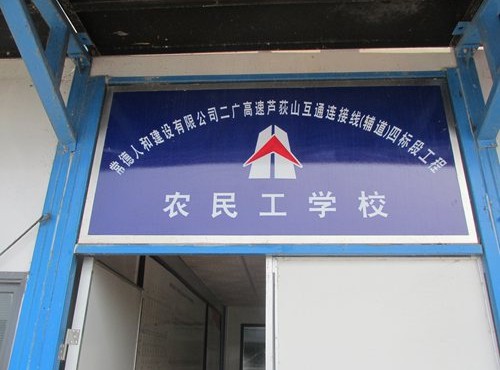 常德人和建设有限公司二广高速芦荻山互通连接线(辅道)四标段工程
农民工学校